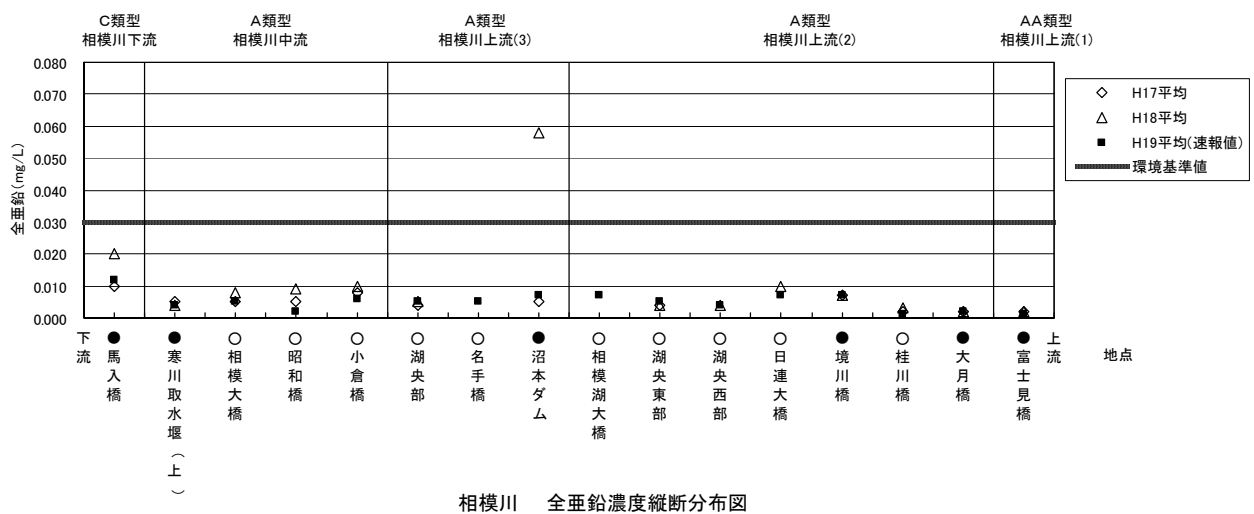 C類型
相模川下流
A類型
相模川中流
A類型
相模川上流(3)
A類型
相模川上流(2)
AA類型
相模川上流(1)
全亜鉛(mg/L)
0.080
0.070
0.060
0.050
0.040
0.030
0.020
0.010
0.000
H17平均
H18平均
H19平均(速報値)
環境基準値
下流
●馬入橋
●寒川取水堰(上)
○相模大橋
○昭和橋
○小倉橋
○湖央部
○名手橋
●沼本ダム
○相模湖大橋
○湖央東部
○湖央西部
○日連大橋
●境川橋
○桂川橋
●大月橋
●富士見橋
上流
地点
相模川 全亜鉛濃度縦断分布図